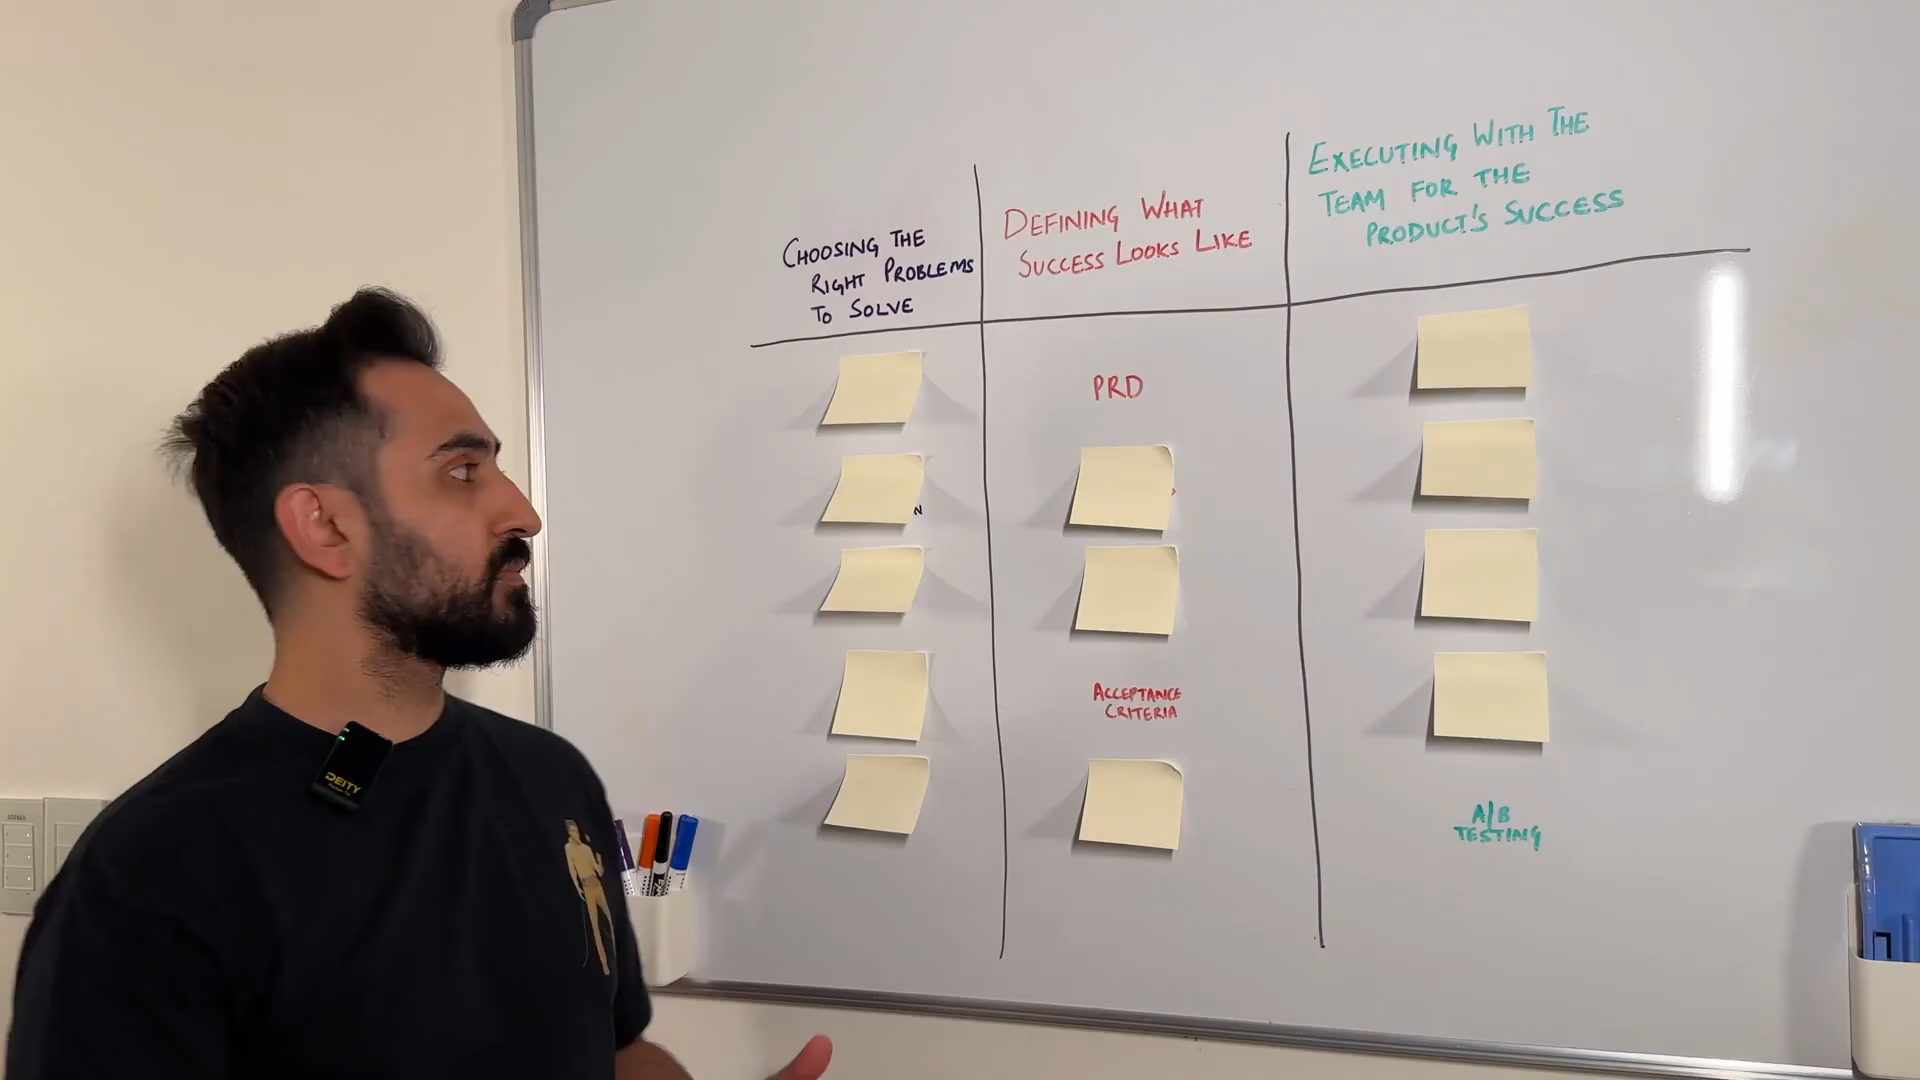 CHOOSING THE
RIGHT PROBLEMS
TO SOLVE
DEFINING WHAT
SUCCESS LOOKS LIKE
EXECUTING WITH THE
TEAM FOR THE
PRODUCT'S SUCCESS
N
PRD
ACCEPTANCE
CRITERIA
A/B
TESTING
DEITY